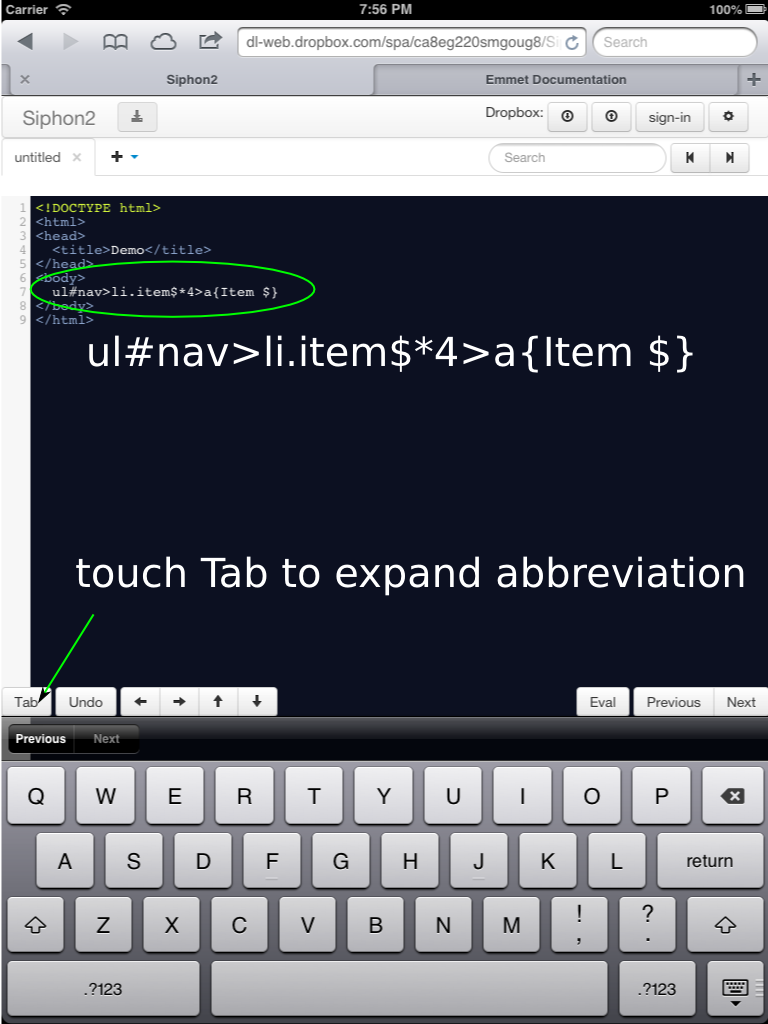 Carrier 7:56 PM 100%
dl-web.dropbox.com/spa/ca8eg220smgoug8/Si Search
Siphon2 Emmet Documentation
Siphon2 Dropbox: sign-in
untitled Search
1 <!DOCTYPE html>
2 <html>
3 <head>
4 <title>Demo</title>
5 </head>
6 <body>
7 ul#nav>li.item$*4>a{Item $}
8 </body>
9 </html>
ul#nav>li.item$*4>a{Item $}
touch Tab to expand abbreviation
Tab Undo Eval Previous Next
Previous Next
Q W E R T Y U I O P
A S D F G H J K L return
Z X C V B N M ! , ? .
.?123 .?123